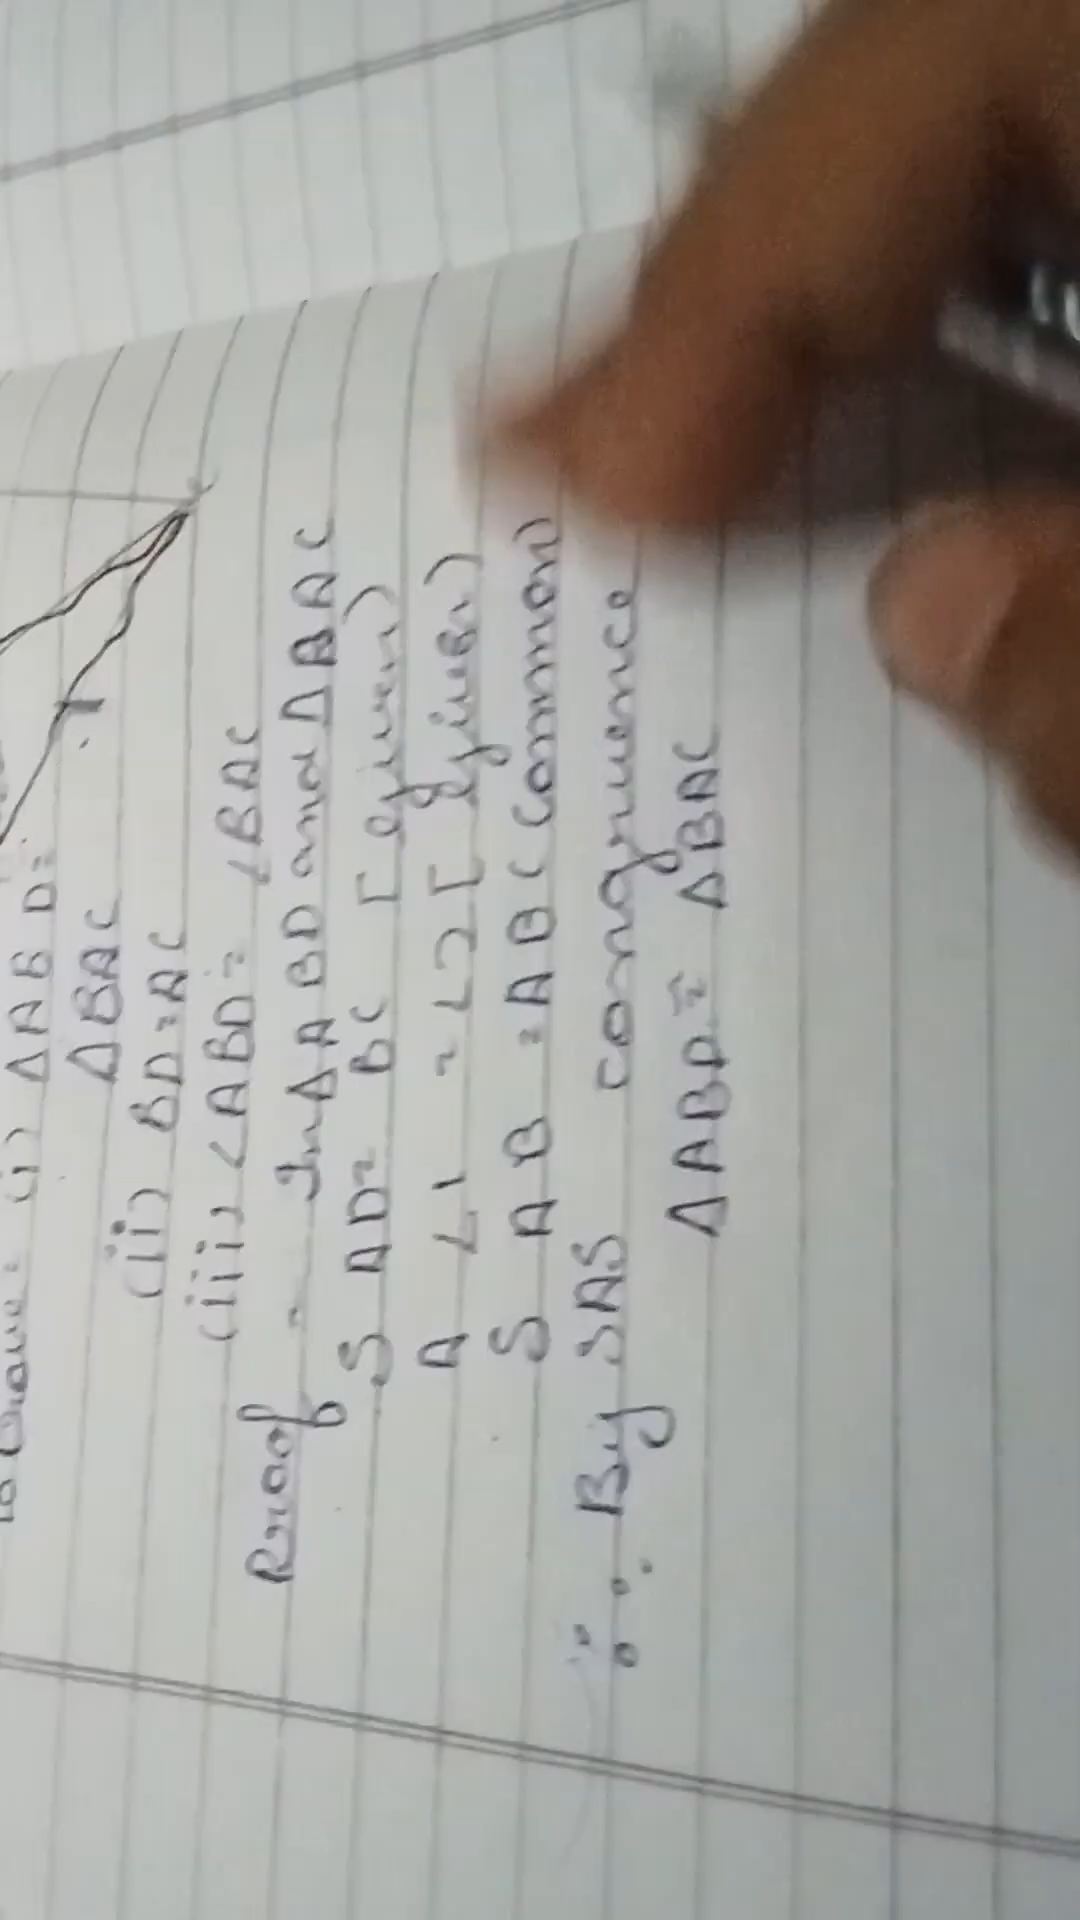 (i) ΔABD ≅
ΔBAC
(ii) BD=AC
(iii) ∠ABD = ∠BAC
Proof - In ΔABD and ΔBAC
S AD = BC [given)
A ∠1 = ∠2 [given)
S AB = AB (common)
∴ By SAS congruence
ΔABD ≅ ΔBAC